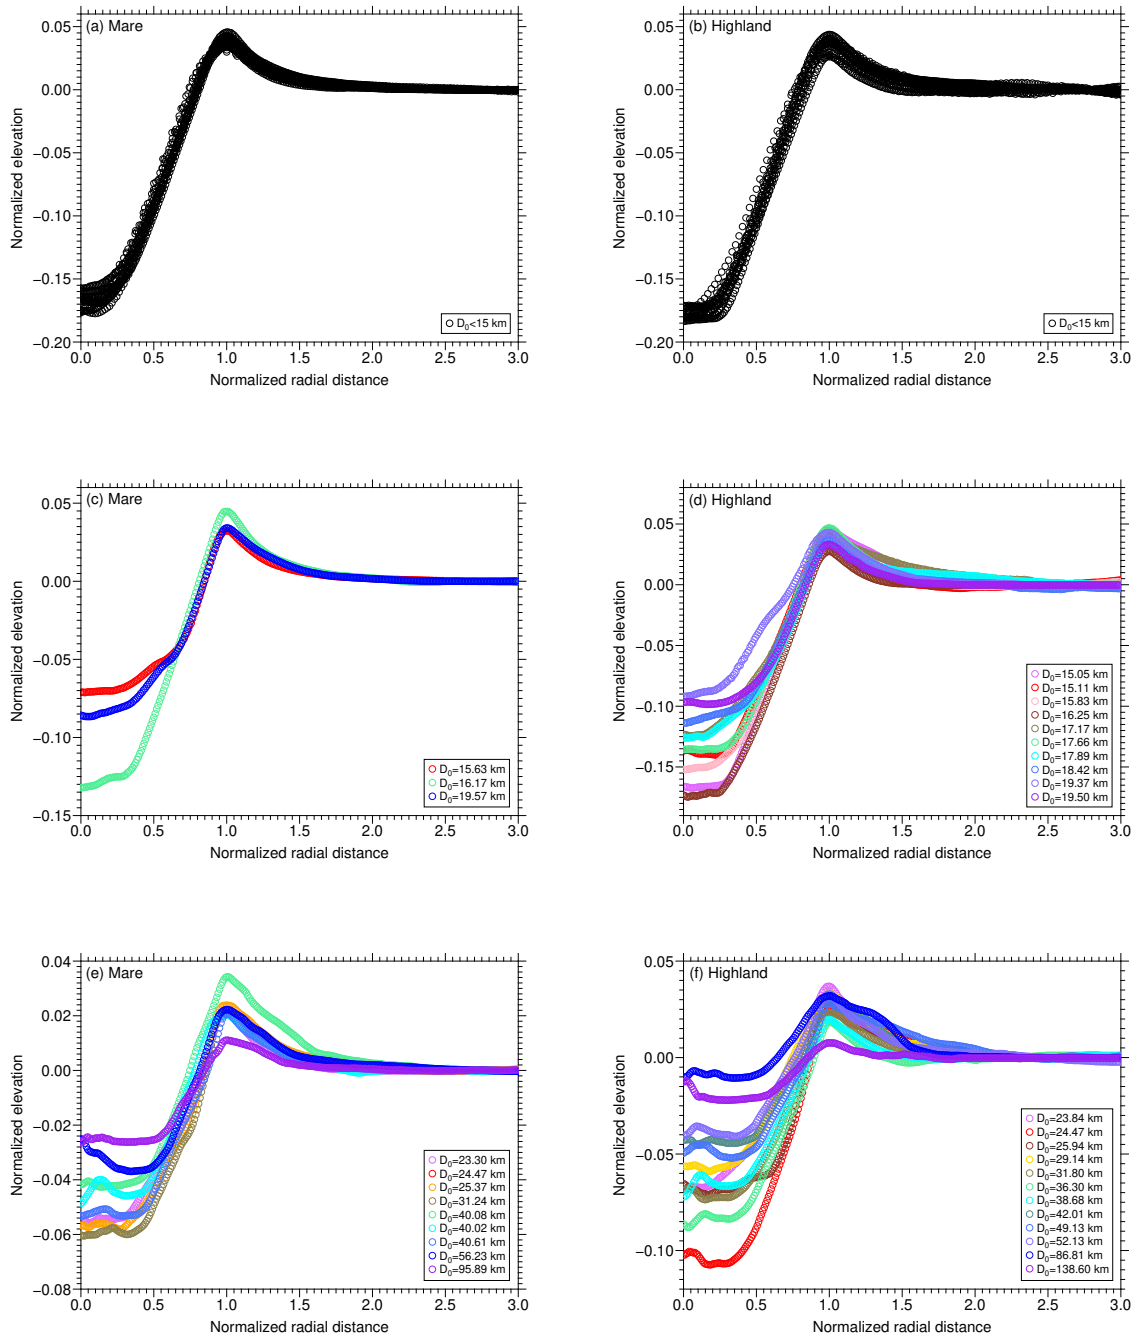 (a) Mare
0.05
0.00
−0.05
−0.10
−0.15
−0.20
Normalized elevation
D0<15 km
0.0 0.5 1.0 1.5 2.0 2.5 3.0
Normalized radial distance
(b) Highland
0.05
0.00
−0.05
−0.10
−0.15
−0.20
Normalized elevation
D0<15 km
0.0 0.5 1.0 1.5 2.0 2.5 3.0
Normalized radial distance
(c) Mare
0.05
0.00
−0.05
−0.10
−0.15
Normalized elevation
D0=15.63 km
D0=16.17 km
D0=19.57 km
0.0 0.5 1.0 1.5 2.0 2.5 3.0
Normalized radial distance
(d) Highland
0.05
0.00
−0.05
−0.10
−0.15
Normalized elevation
D0=15.05 km
D0=15.11 km
D0=15.83 km
D0=16.25 km
D0=17.17 km
D0=17.66 km
D0=17.89 km
D0=18.42 km
D0=19.37 km
D0=19.50 km
0.0 0.5 1.0 1.5 2.0 2.5 3.0
Normalized radial distance
(e) Mare
0.04
0.02
0.00
−0.02
−0.04
−0.06
−0.08
Normalized elevation
D0=23.30 km
D0=24.47 km
D0=25.37 km
D0=31.24 km
D0=40.08 km
D0=40.02 km
D0=40.61 km
D0=56.23 km
D0=95.89 km
0.0 0.5 1.0 1.5 2.0 2.5 3.0
Normalized radial distance
(f) Highland
0.05
0.00
−0.05
−0.10
Normalized elevation
D0=23.84 km
D0=24.47 km
D0=25.94 km
D0=29.14 km
D0=31.80 km
D0=36.30 km
D0=38.68 km
D0=42.01 km
D0=49.13 km
D0=52.13 km
D0=86.81 km
D0=138.60 km
0.0 0.5 1.0 1.5 2.0 2.5 3.0
Normalized radial distance